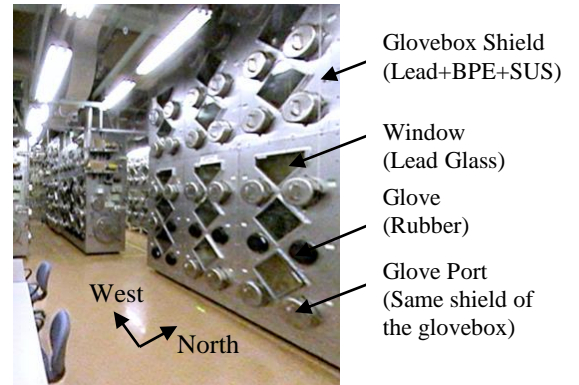 Glovebox Shield
(Lead+BPE+SUS)
Window
(Lead Glass)
Glove
(Rubber)
Glove Port
(Same shield of
the glovebox)
West
North